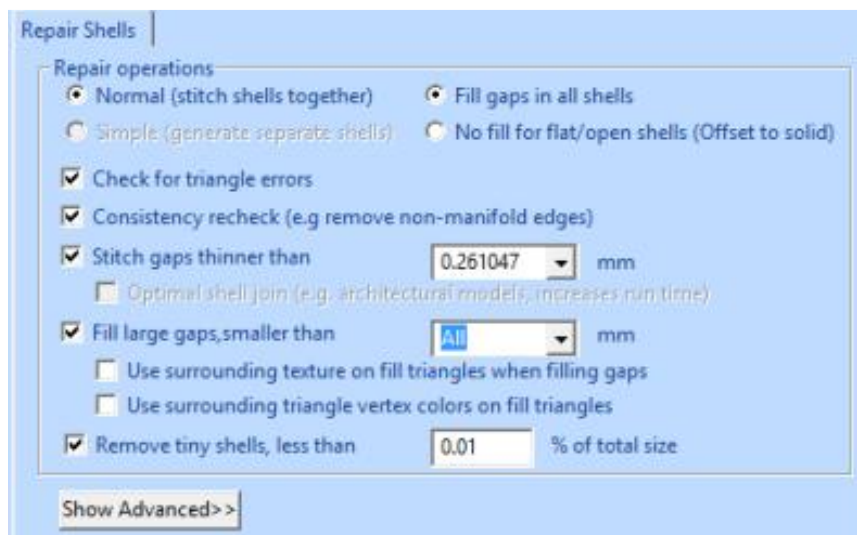 Repair Shells
Repair operations
Normal (stitch shells together) Fill gaps in all shells
Simple (generate separate shells) No fill for flat/open shells (Offset to solid)
Check for triangle errors
Consistency recheck (e.g remove non-manifold edges)
Stitch gaps thinner than 0.261047 mm
Optimal shell join (e.g. architectural models, increases run time)
Fill large gaps,smaller than All mm
Use surrounding texture on fill triangles when filling gaps
Use surrounding triangle vertex colors on fill triangles
Remove tiny shells, less than 0.01 % of total size
Show Advanced>>